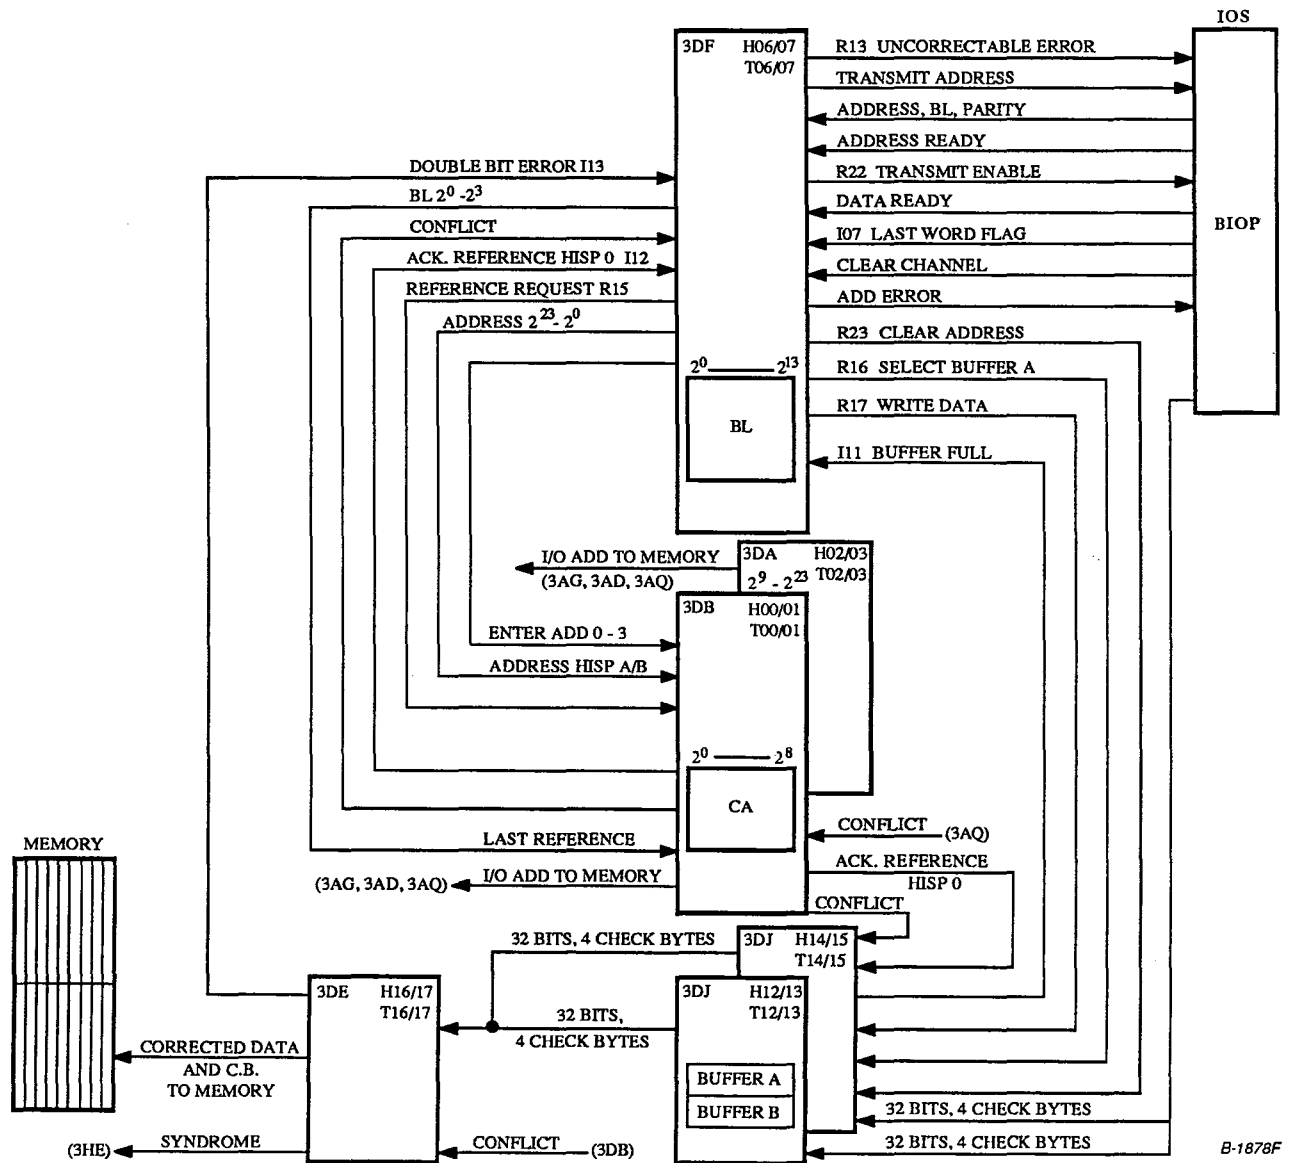 IOS
3DF H06/07
T06/07
R13 UNCORRECTABLE ERROR
TRANSMIT ADDRESS
ADDRESS, BL, PARITY
ADDRESS READY
R22 TRANSMIT ENABLE
DATA READY
I07 LAST WORD FLAG
CLEAR CHANNEL
ADD ERROR
R23 CLEAR ADDRESS
R16 SELECT BUFFER A
R17 WRITE DATA
I11 BUFFER FULL
BIOP
DOUBLE BIT ERROR I13
BL 2⁰ -2³
CONFLICT
ACK. REFERENCE HISP 0 I12
REFERENCE REQUEST R15
ADDRESS 2²³- 2⁰
2⁰ 2¹³
BL
I/O ADD TO MEMORY
(3AG, 3AD, 3AQ)
3DA H02/03
T02/03
2⁹ - 2²³
3DB H00/01
T00/01
ENTER ADD 0 - 3
ADDRESS HISP A/B
2⁰ 2⁸
CA
CONFLICT (3AQ)
LAST REFERENCE
ACK. REFERENCE
HISP 0
(3AG, 3AD, 3AQ) I/O ADD TO MEMORY
CONFLICT
MEMORY
32 BITS, 4 CHECK BYTES
3DJ H14/15
T14/15
3DE H16/17
T16/17
3DJ H12/13
T12/13
32 BITS,
4 CHECK BYTES
CORRECTED DATA
AND C.B.
TO MEMORY
BUFFER A
BUFFER B
32 BITS, 4 CHECK BYTES
(3HE) SYNDROME
CONFLICT (3DB)
32 BITS, 4 CHECK BYTES
B-1878F